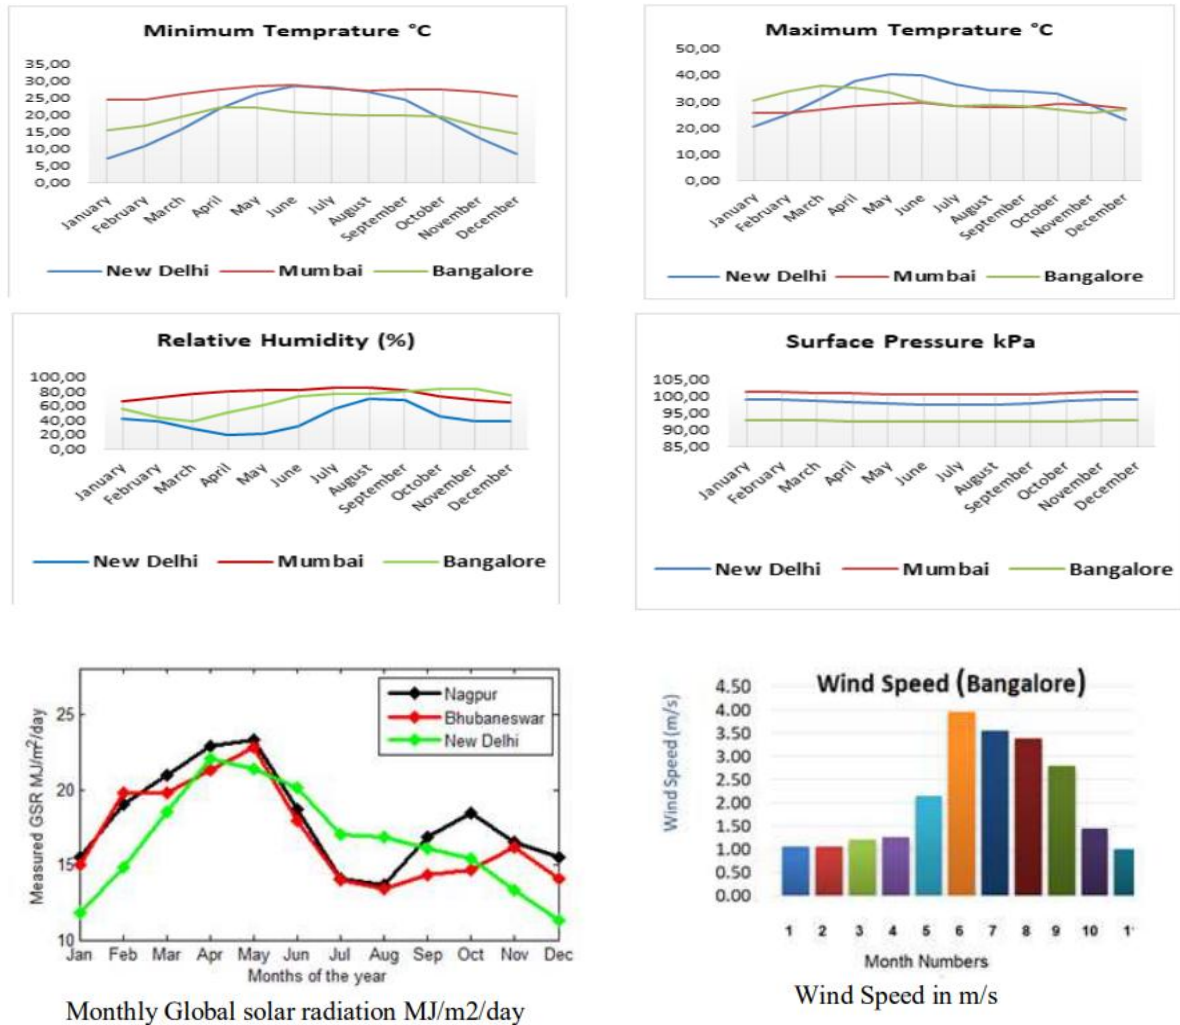 Minimum Temprature °C
35,00
30,00
25,00
20,00
15,00
10,00
5,00
0,00
January
February
March
April
May
June
July
August
September
October
November
December
New Delhi Mumbai Bangalore
Maximum Temprature °C
50,00
40,00
30,00
20,00
10,00
0,00
January
February
March
April
May
June
July
August
September
October
November
December
New Delhi Mumbai Bangalore
Relative Humidity (%)
100,00
80,00
60,00
40,00
20,00
0,00
January
February
March
April
May
June
July
August
September
October
November
December
New Delhi Mumbai Bangalore
Surface Pressure kPa
105,00
100,00
95,00
90,00
85,00
January
February
March
April
May
June
July
August
September
October
November
December
New Delhi Mumbai Bangalore
Measured GSR MJ/m²/day
25
20
15
10
Nagpur
Bhubaneswar
New Delhi
Jan Feb Mar Apr May Jun Jul Aug Sep Oct Nov Dec
Months of the year
Monthly Global solar radiation MJ/m2/day
Wind Speed (Bangalore)
Wind Speed (m/s)
4.50
4.00
3.50
3.00
2.50
2.00
1.50
1.00
0.50
0.00
1 2 3 4 5 6 7 8 9 10 1
Month Numbers
Wind Speed in m/s